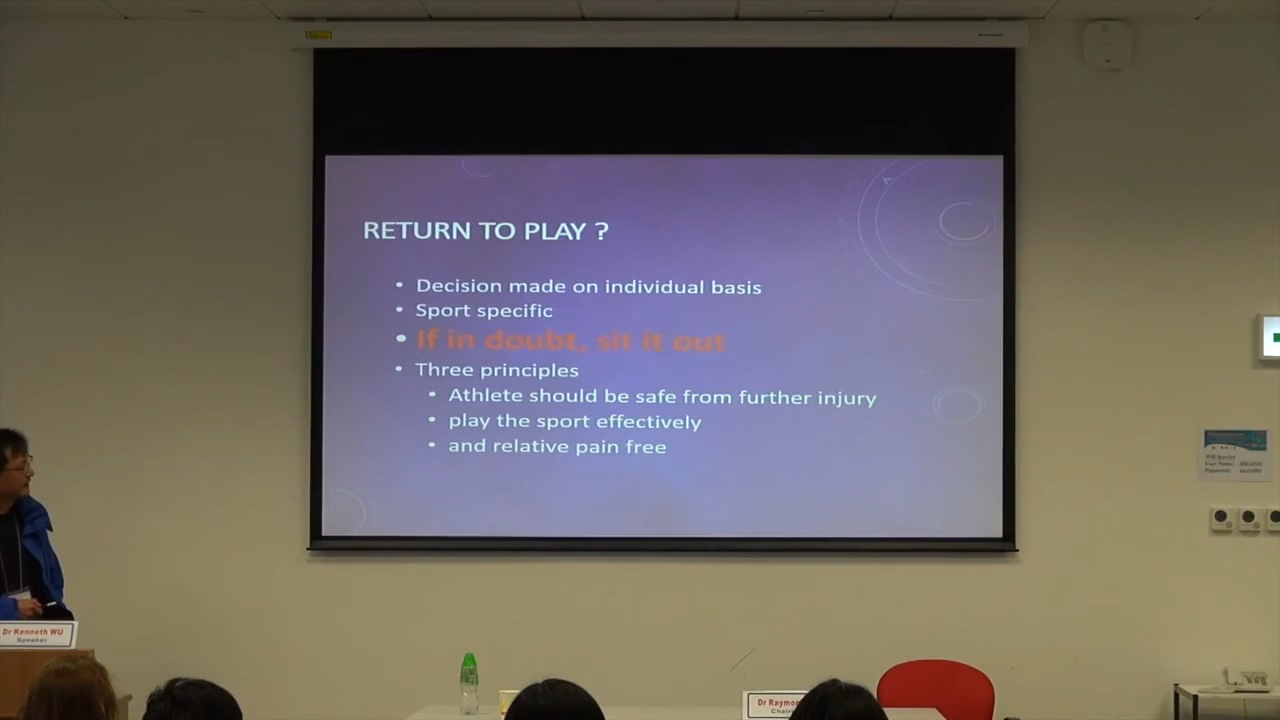 RETURN TO PLAY ?
• Decision made on individual basis
• Sport specific
• If in doubt, sit it out
• Three principles
• Athlete should be safe from further injury
• play the sport effectively
• and relative pain free
Dr Kenneth WU
Speaker